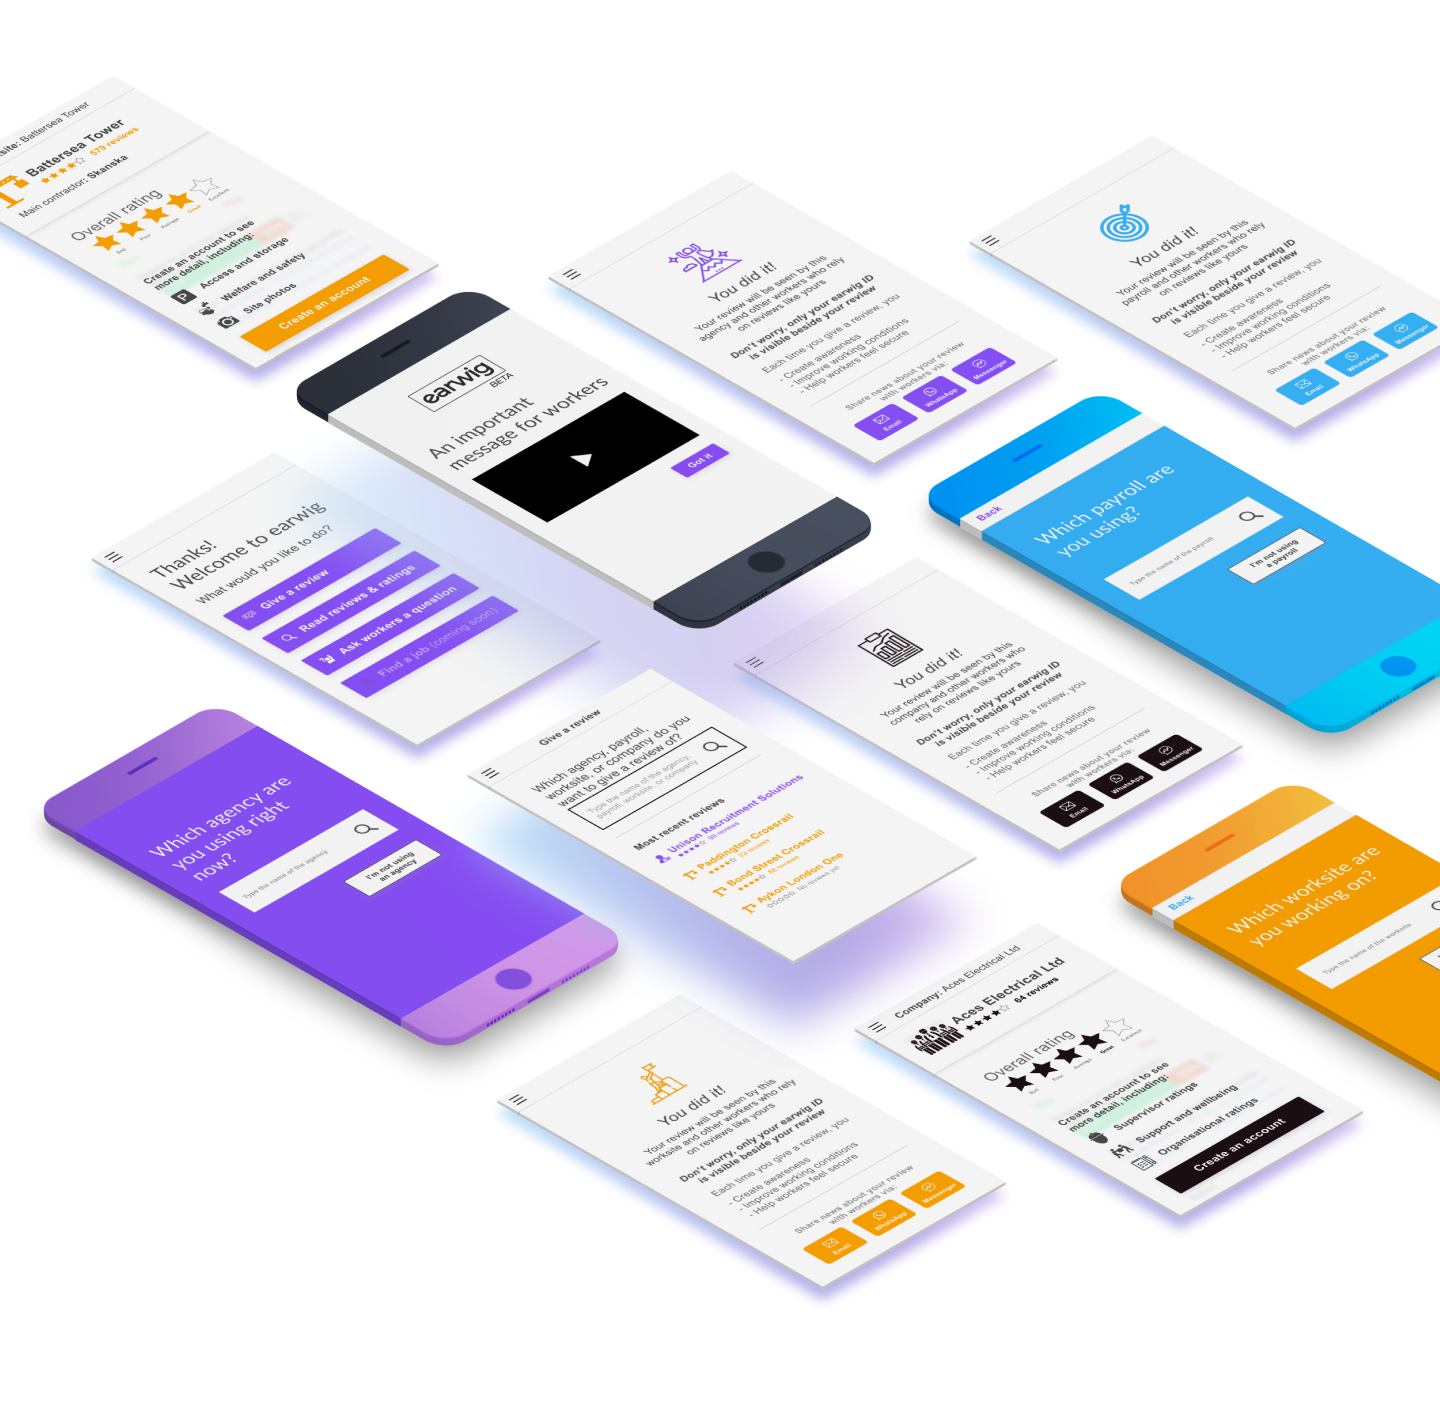 site: Battersea Tower
Battersea Tower
579 reviews
Main contractor: Skanska
Overall rating
Bad
Poor
Average
Great
Excellent
Create an account to see
more detail, including:
Access and storage
Welfare and safety
Site photos
Create an account
earwig
BETA
An important
message for workers
Got it
You did it!
Your review will be seen by this
agency and other workers who rely
on reviews like yours
Don't worry, only your earwig ID
is visible beside your review
Each time you give a review, you
- Create awareness
- Improve working conditions
- Help workers feel secure
Share news about your review
with workers via:
Email
WhatsApp
Messenger
You did it!
Your review will be seen by this
payroll and other workers who rely
on reviews like yours
Don't worry, only your earwig ID
is visible beside your review
Each time you give a review, you
- Create awareness
- Improve working conditions
- Help workers feel secure
Share news about your review
with workers via:
Email
WhatsApp
Messenger
Thanks!
Welcome to earwig
What would you like to do?
Give a review
Read reviews & ratings
Ask workers a question
Find a job (coming soon)
Back
Which payroll are
you using?
Type the name of the payroll
I'm not using
a payroll
You did it!
Your review will be seen by this
company and other workers who
rely on reviews like yours
Don't worry, only your earwig ID
is visible beside your review
Each time you give a review, you
- Create awareness
- Improve working conditions
- Help workers feel secure
Share news about your review
with workers via:
Email
WhatsApp
Messenger
Give a review
Which agency, payroll,
worksite, or company do you
want to give a review of?
Type the name of the agency,
payroll, worksite, or company
Most recent reviews
Unison Recruitment Solutions
99 reviews
Paddington Crossrail
23 reviews
Bond Street Crossrail
68 reviews
Aykon London One
No reviews yet
Which agency are
you using right
now?
Type the name of the agency
I'm not using
an agency
Back
Which worksite are
you working on?
Type the name of the worksite
You did it!
Your review will be seen by this
worksite and other workers who rely
on reviews like yours
Don't worry, only your earwig ID
is visible beside your review
Each time you give a review, you
- Create awareness
- Improve working conditions
- Help workers feel secure
Share news about your review
with workers via:
Email
WhatsApp
Messenger
Company: Aces Electrical Ltd
Aces Electrical Ltd
64 reviews
Overall rating
Bad
Poor
Average
Great
Excellent
Create an account to see
more detail, including:
Supervisor ratings
Support and wellbeing
Organisational ratings
Create an account